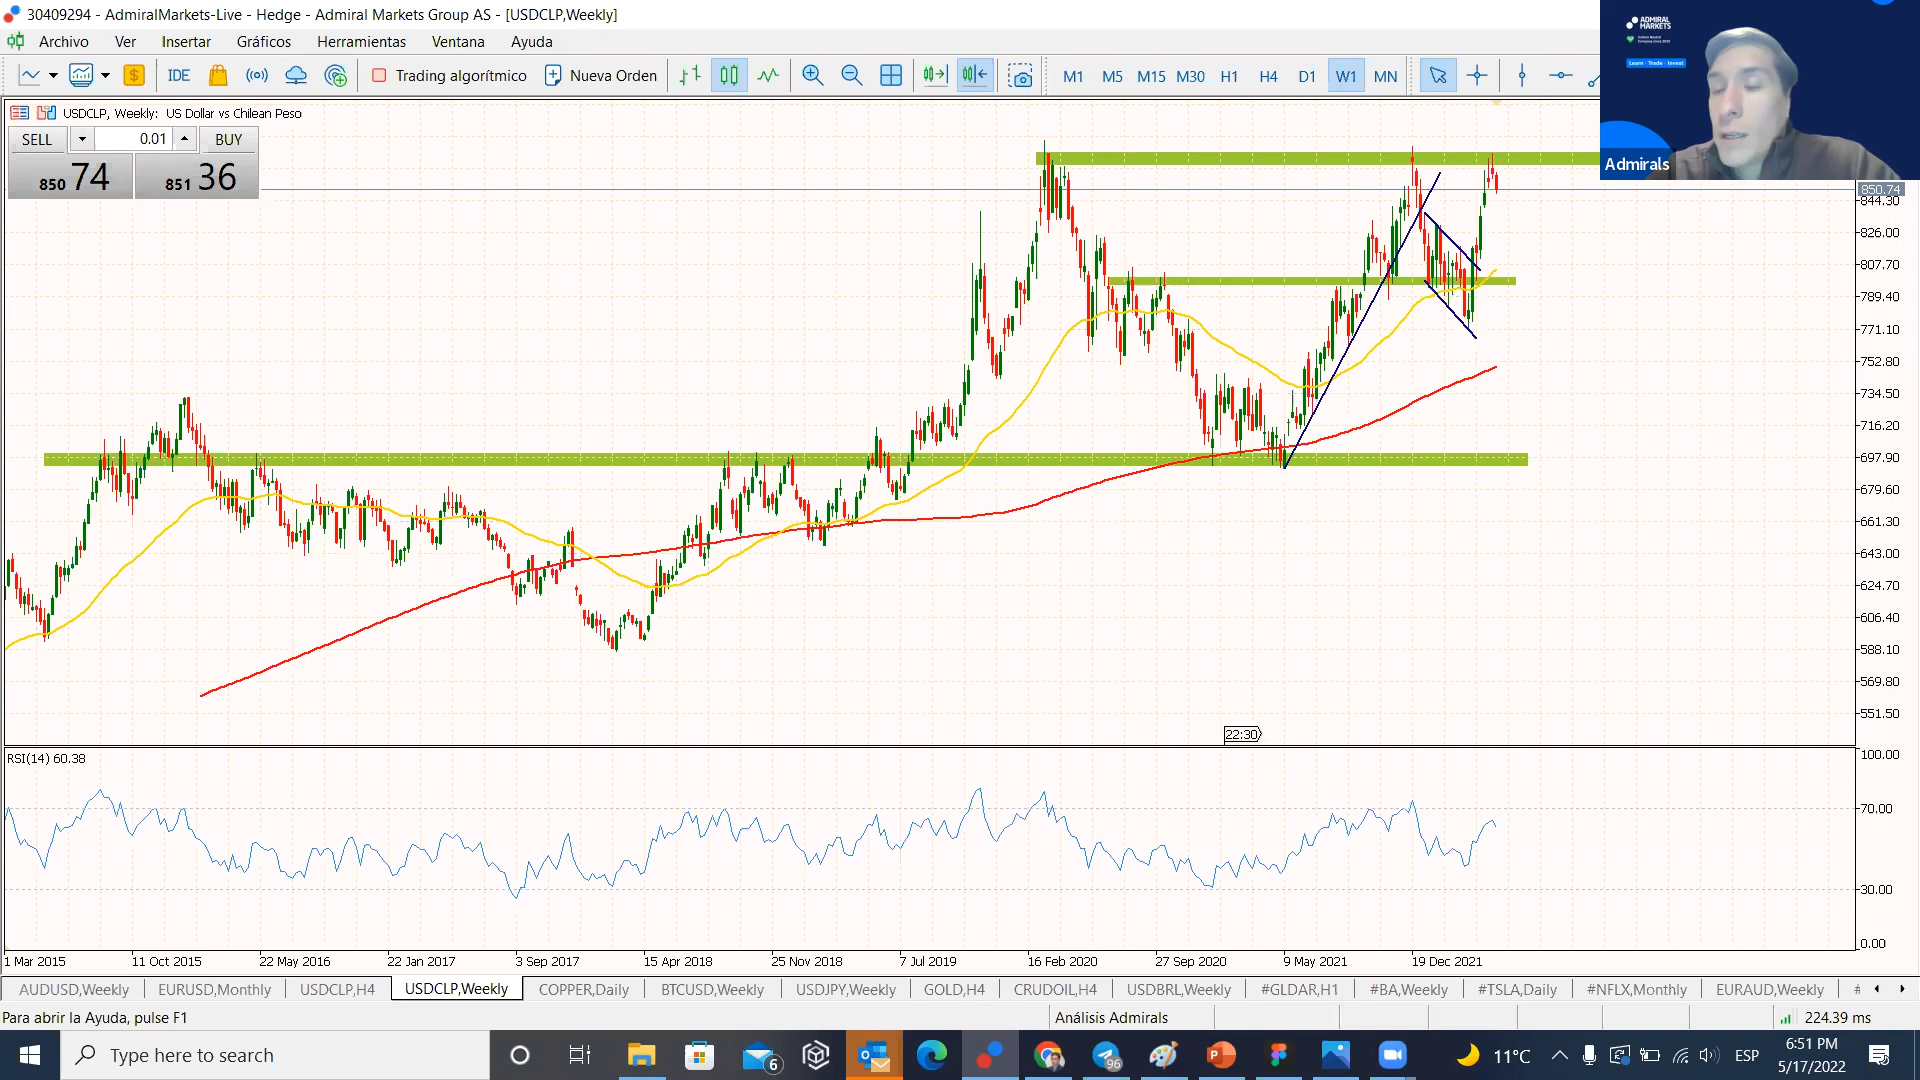 30409294 - AdmiralMarkets-Live - Hedge - Admiral Markets Group AS - [USDCLP,Weekly]
Archivo Ver Insertar Gráficos Herramientas Ventana Ayuda
IDE Trading algorítmico Nueva Orden M1 M5 M15 M30 H1 H4 D1 W1 MN
ADMIRAL MARKETS
Learn · Trade · Invest
Admirals
USDCLP, Weekly: US Dollar vs Chilean Peso
SELL 0.01 BUY
850 74 851 36
850.74
844.30
826.00
807.70
789.40
771.10
752.80
734.50
716.20
697.90
679.60
661.30
643.00
624.70
606.40
588.10
569.80
551.50
22:30
RSI(14) 60.38
100.00
70.00
30.00
0.00
1 Mar 2015 11 Oct 2015 22 May 2016 22 Jan 2017 3 Sep 2017 15 Apr 2018 25 Nov 2018 7 Jul 2019 16 Feb 2020 27 Sep 2020 9 May 2021 19 Dec 2021
AUDUSD,Weekly EURUSD,Monthly USDCLP,H4 USDCLP,Weekly COPPER,Daily BTCUSD,Weekly USDJPY,Weekly GOLD,H4 CRUDOIL,H4 USDBRL,Weekly #GLDAR,H1 #BA,Weekly #TSLA,Daily #NFLX,Monthly EURAUD,Weekly #
Para abrir la Ayuda, pulse F1 Análisis Admirals 224.39 ms
Type here to search 6 96 11°C ESP 6:51 PM
5/17/2022